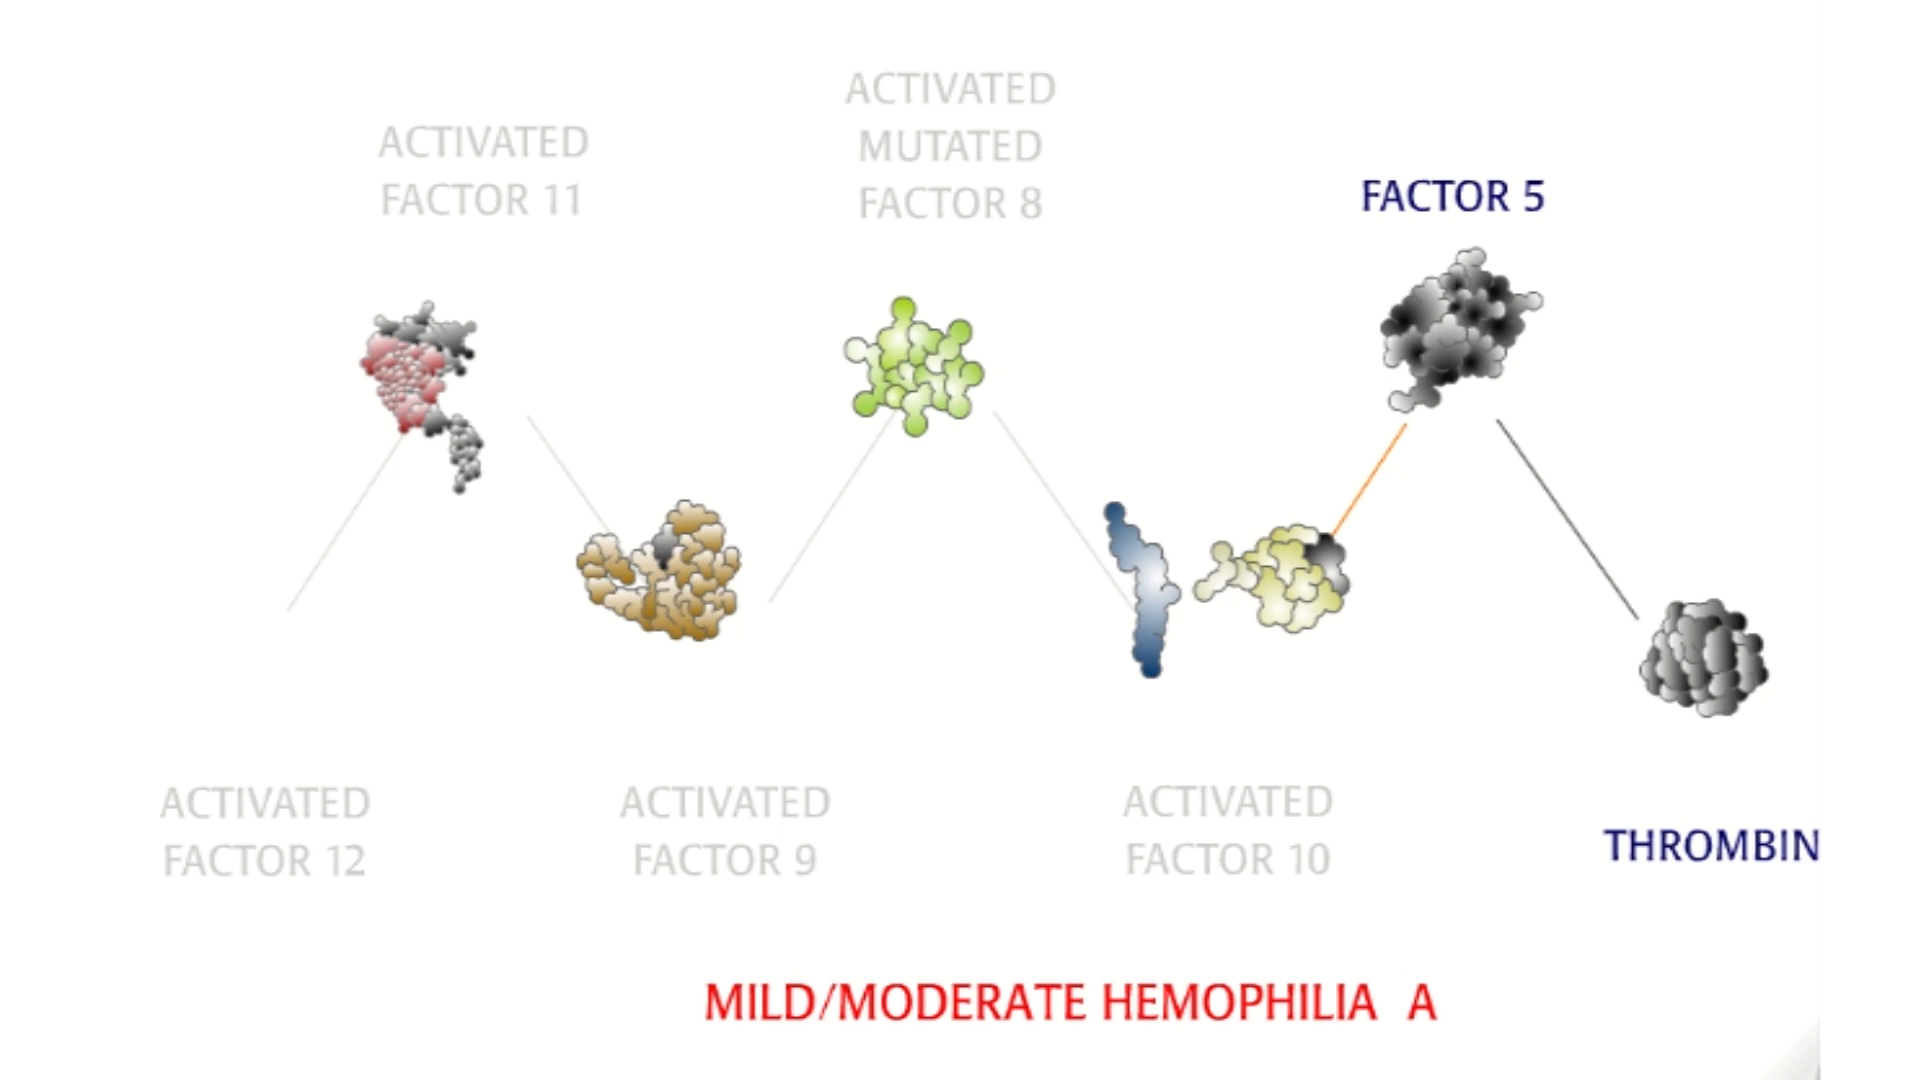 ACTIVATED
FACTOR 11
ACTIVATED
MUTATED
FACTOR 8
FACTOR 5
ACTIVATED
FACTOR 12
ACTIVATED
FACTOR 9
ACTIVATED
FACTOR 10
THROMBIN
MILD/MODERATE HEMOPHILIA A